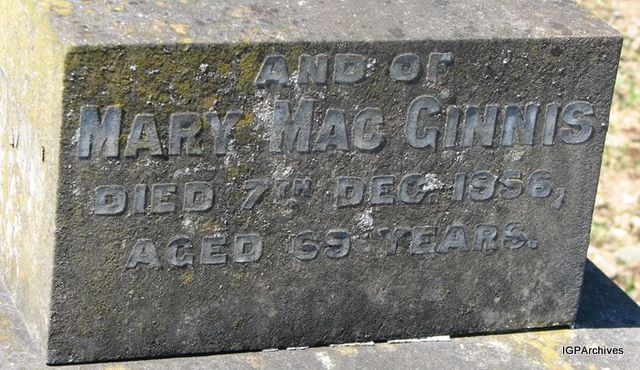 AND OF
MARY MAC GINNIS
DIED 7TH DEC. 1956,
AGED 69 YEARS.
IGPArchives